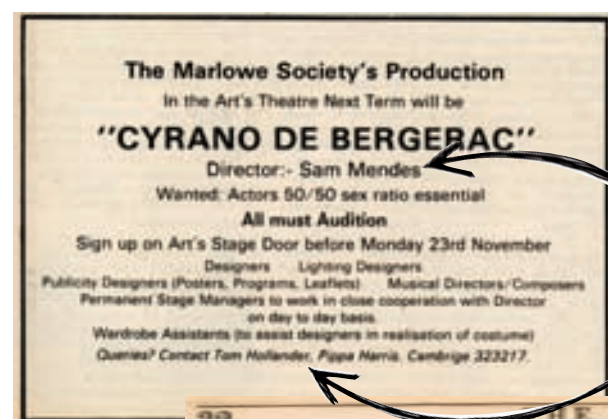 The Marlowe Society's Production
In the Art's Theatre Next Term will be
"CYRANO DE BERGERAC"
Director:- Sam Mendes
Wanted: Actors 50/50 sex ratio essential
All must Audition
Sign up on Art's Stage Door before Monday 23rd November
Designers Lighting Designers
Publicity Designers (Posters, Programs, Leaflets) Musical Directors/Composers
Permanent Stage Managers to work in close cooperation with Director
on day to day basis.
Wardrobe Assistants (to assist designers in realisation of costume)
Queries? Contact Tom Hollander, Pippa Harris. Cambrige 323217.